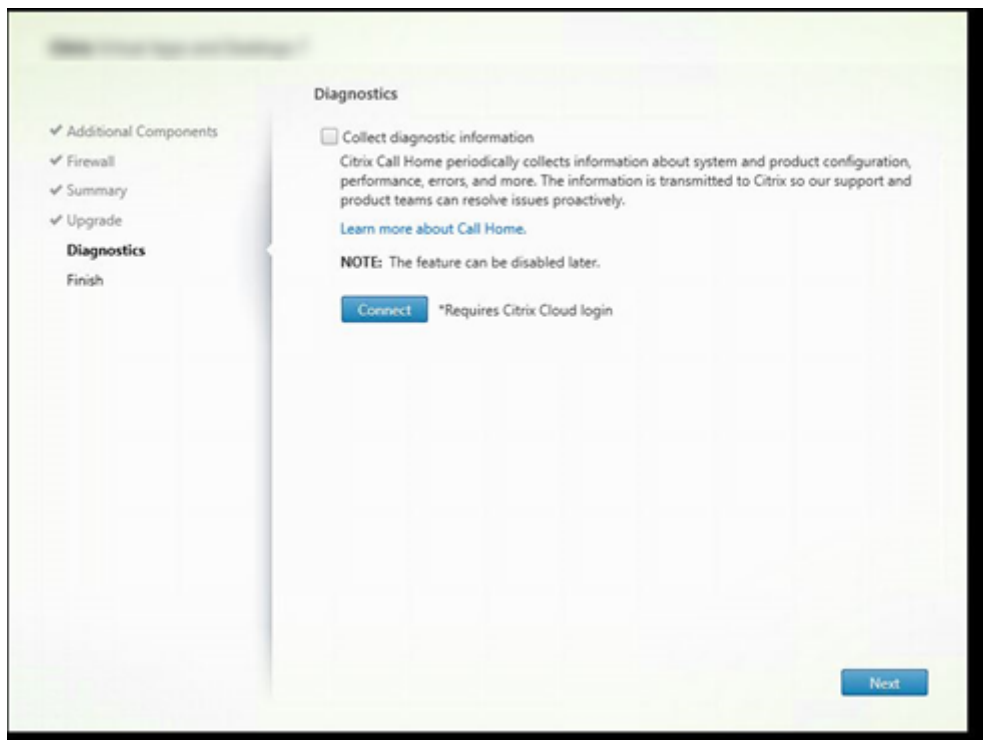 Diagnostics
Additional Components
Firewall
Summary
Upgrade
Diagnostics
Finish
Collect diagnostic information
Citrix Call Home periodically collects information about system and product configuration,
performance, errors, and more. The information is transmitted to Citrix so our support and
product teams can resolve issues proactively.
Learn more about Call Home.
NOTE: The feature can be disabled later.
Connect *Requires Citrix Cloud login
Next